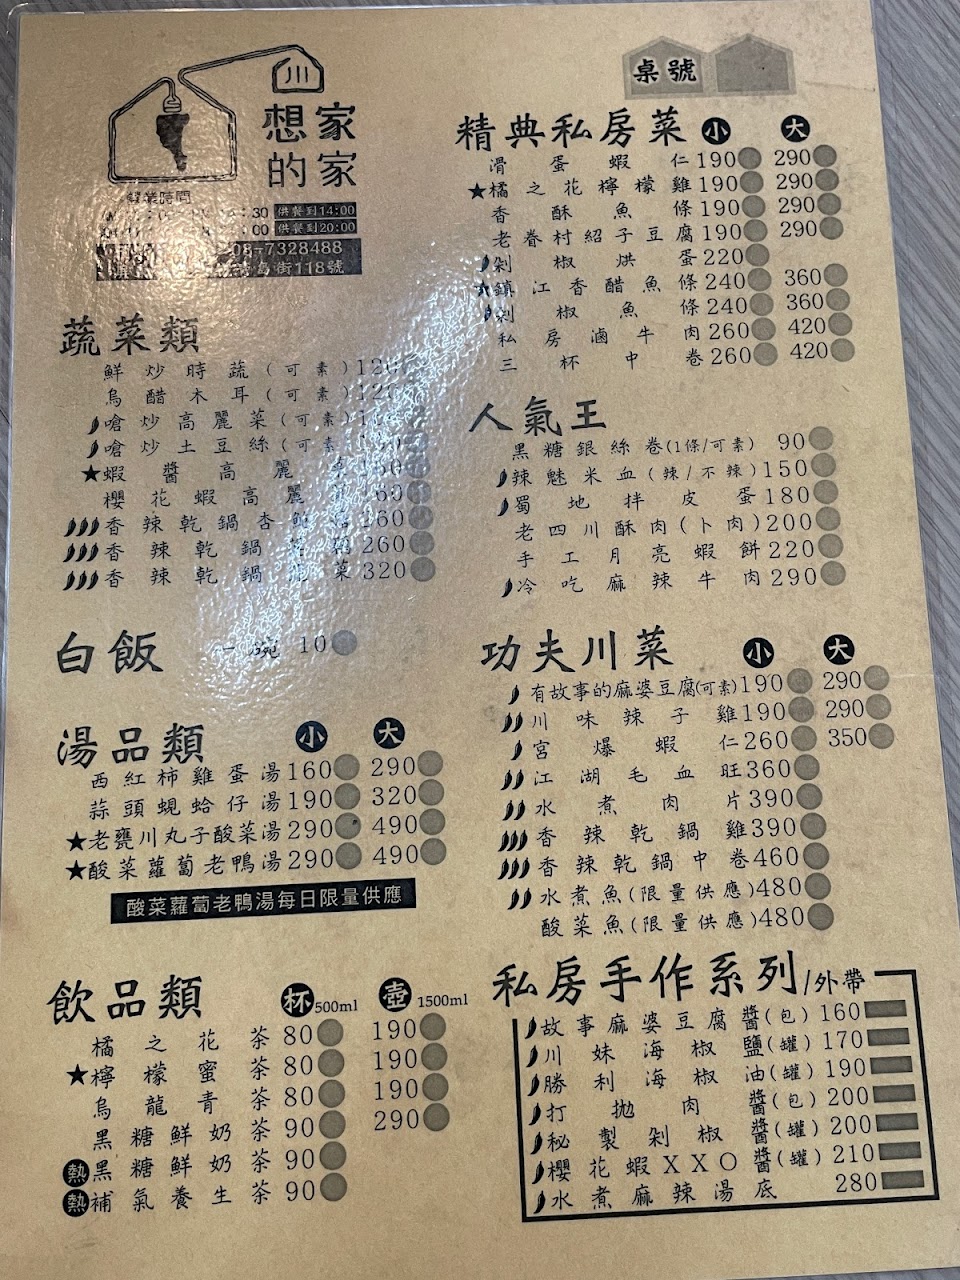 川
想家
的家
營業時間
:30 供餐到14:00
:00 供餐到20:00
08-7328488
街118號
桌號
蔬菜類
鮮炒時蔬(可素)120
烏醋木耳(可素)120
嗆炒高麗菜(可素)
嗆炒土豆絲(可素)
★蝦醬高麗
櫻花蝦高麗 160
香辣乾鍋杏鮑 260
香辣乾鍋 260
香辣乾鍋 菜320
白飯 一碗 10
湯品類 小 大
西紅柿雞蛋湯160 290
蒜頭蜆蛤仔湯190 320
★老甕川丸子酸菜湯290 490
★酸菜蘿蔔老鴨湯290 490
酸菜蘿蔔老鴨湯每日限量供應
飲品類 杯500ml 壺1500ml
橘之花茶80 190
★檸檬蜜茶80 190
烏龍青茶80 190
黑糖鮮奶茶90 290
熱黑糖鮮奶茶90
熱補氣養生茶90
精典私房菜 小 大
滑蛋蝦仁190 290
★橘之花檸檬雞190 290
香酥魚條190 290
老眷村紹子豆腐190 290
剁椒烘蛋220
★鎮江香醋魚條240 360
剁椒魚條240 360
私房滷牛肉260 420
三杯中卷260 420
人氣王
黑糖銀絲卷(1條/可素) 90
辣魅米血(辣/不辣)150
蜀地拌皮蛋180
老四川酥肉(卜肉)200
手工月亮蝦餅220
冷吃麻辣牛肉290
功夫川菜 小 大
有故事的麻婆豆腐(可素)190 290
川味辣子雞190 290
宮爆蝦仁260 350
江湖毛血旺360
水煮肉片390
香辣乾鍋雞390
香辣乾鍋中卷460
水煮魚(限量供應)480
酸菜魚(限量供應)480
私房手作系列/外帶
故事麻婆豆腐醬(包)160
川妹海椒鹽(罐)170
勝利海椒油(罐)190
打拋肉醬(包)200
秘製剁椒醬(罐)200
櫻花蝦XXO醬(罐)210
水煮麻辣湯底 280